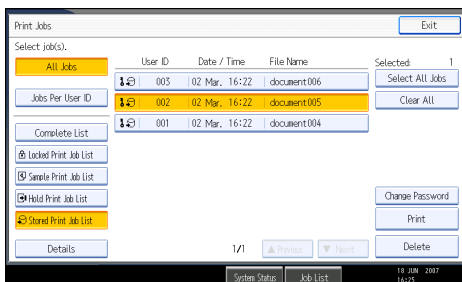 Print Jobs
Exit
Select job(s).
All Jobs
User ID
Date / Time
File Name
Selected: 1
003 02 Mar. 16:22 document006
Select All Jobs
Jobs Per User ID
002 02 Mar. 16:22 document005
Clear All
001 02 Mar. 16:22 document004
Complete List
Locked Print Job List
Sample Print Job List
Hold Print Job List
Change Password
Stored Print Job List
Print
Details
1/1
Previous
Next
Delete
System Status
Job List
18 JUN 2007
16:25